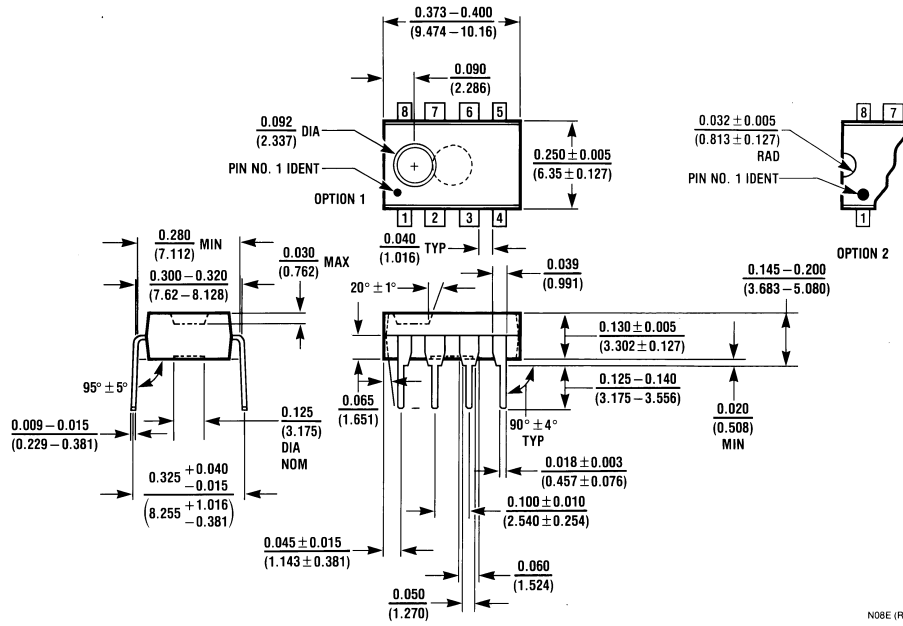 0.373 – 0.400
(9.474 – 10.16)
0.090
(2.286)
8 7 6 5
0.092 DIA
(2.337)
PIN NO. 1 IDENT
OPTION 1
0.250 ± 0.005
(6.35 ± 0.127)
1 2 3 4
8 7
0.032 ± 0.005
(0.813 ± 0.127)
RAD
PIN NO. 1 IDENT
1
OPTION 2
0.280 MIN
(7.112)
0.300 – 0.320
(7.62 – 8.128)
0.030 MAX
(0.762)
0.040 TYP
(1.016)
0.039
(0.991)
0.145 – 0.200
(3.683 – 5.080)
20° ± 1°
0.130 ± 0.005
(3.302 ± 0.127)
95° ± 5°
0.065
(1.651)
0.125 – 0.140
(3.175 – 3.556)
0.020
(0.508)
MIN
90° ± 4°
TYP
0.009 – 0.015
(0.229 – 0.381)
0.125
(3.175)
DIA
NOM
0.018 ± 0.003
(0.457 ± 0.076)
0.325 +0.040
−0.015
(8.255 +1.016
−0.381)
0.100 ± 0.010
(2.540 ± 0.254)
0.045 ± 0.015
(1.143 ± 0.381)
0.060
(1.524)
0.050
(1.270)
N08E (R